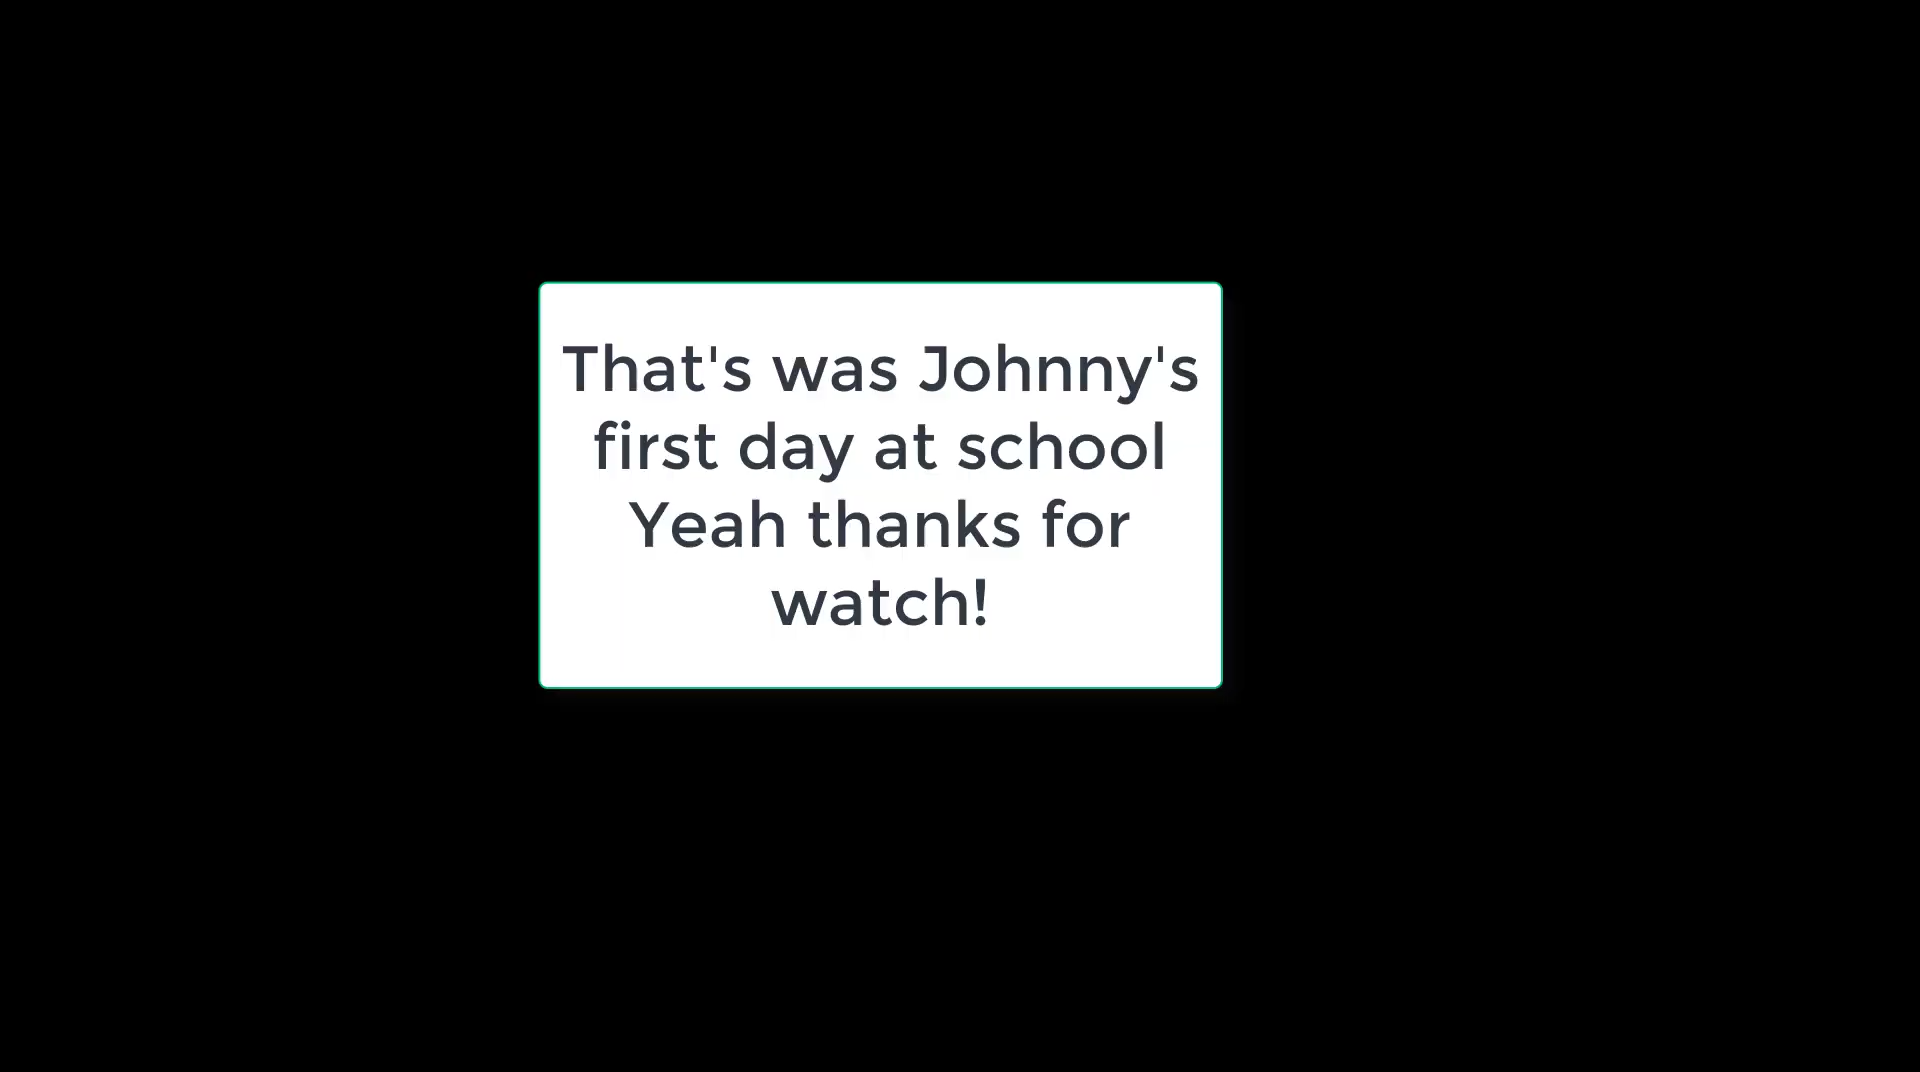 That's was Johnny's
first day at school
Yeah thanks for
watch!